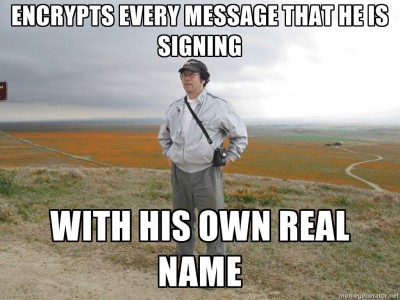 ENCRYPTS EVERY MESSAGE THAT HE IS
SIGNING
WITH HIS OWN REAL
NAME
memegenerator.net